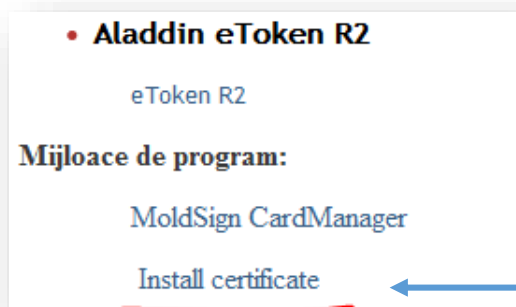 • Aladdin eToken R2
eToken R2
Mijloace de program:
MoldSign CardManager
Install certificate